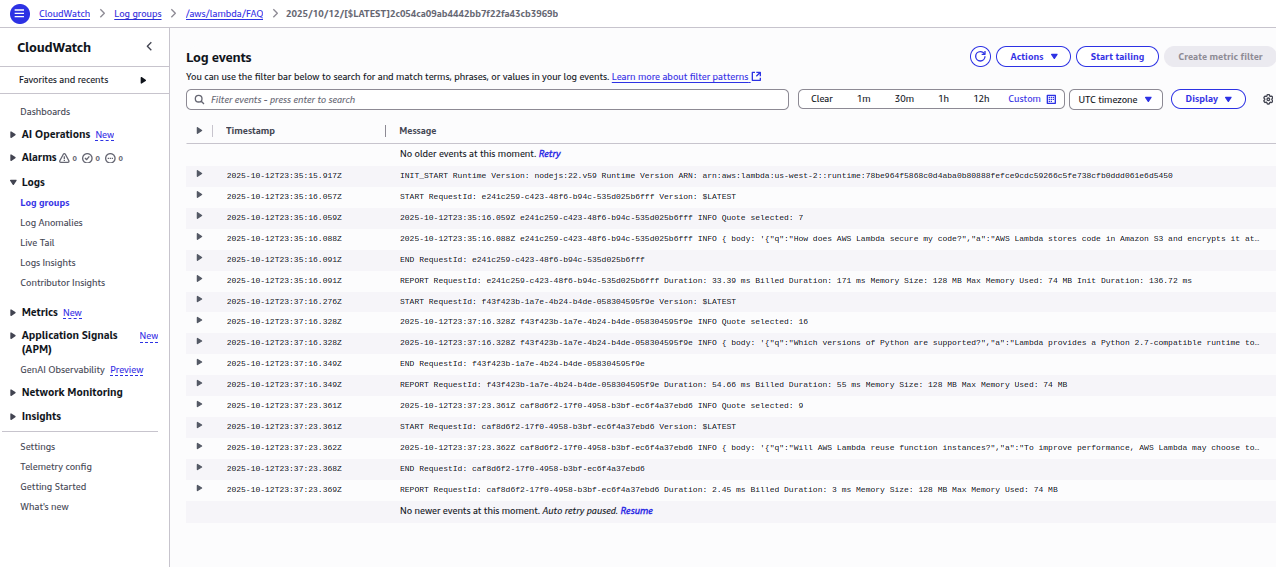 CloudWatch > Log groups > /aws/lambda/FAQ > 2025/10/12/[$LATEST]2c054ca09ab4442bb7f22fa43cb3969b
CloudWatch
Favorites and recents
Dashboards
AI Operations New
Alarms 0 0 0
Logs
Log groups
Log Anomalies
Live Tail
Logs Insights
Contributor Insights
Metrics New
Application Signals New
(APM)
GenAI Observability Preview
Network Monitoring
Insights
Settings
Telemetry config
Getting Started
What's new
Log events
Actions Start tailing Create metric filter
You can use the filter bar below to search for and match terms, phrases, or values in your log events. Learn more about filter patterns
Filter events – press enter to search
Clear 1m 30m 1h 12h Custom UTC timezone Display
Timestamp Message
No older events at this moment. Retry
2025-10-12T23:35:15.917Z INIT_START Runtime Version: nodejs:22.v59 Runtime Version ARN: arn:aws:lambda:us-west-2::runtime:78be964f5868c0d4aba0b80888fefce9cdc59266c5fe738cfb0ddd061e6d5450
2025-10-12T23:35:16.057Z START RequestId: e241c259-c423-48f6-b94c-535d025b6fff Version: $LATEST
2025-10-12T23:35:16.059Z 2025-10-12T23:35:16.059Z e241c259-c423-48f6-b94c-535d025b6fff INFO Quote selected: 7
2025-10-12T23:35:16.088Z 2025-10-12T23:35:16.088Z e241c259-c423-48f6-b94c-535d025b6fff INFO { body: '{"q":"How does AWS Lambda secure my code?","a":"AWS Lambda stores code in Amazon S3 and encrypts it at…
2025-10-12T23:35:16.091Z END RequestId: e241c259-c423-48f6-b94c-535d025b6fff
2025-10-12T23:35:16.091Z REPORT RequestId: e241c259-c423-48f6-b94c-535d025b6fff Duration: 33.39 ms Billed Duration: 171 ms Memory Size: 128 MB Max Memory Used: 74 MB Init Duration: 136.72 ms
2025-10-12T23:37:16.276Z START RequestId: f43f423b-1a7e-4b24-b4de-058304595f9e Version: $LATEST
2025-10-12T23:37:16.328Z 2025-10-12T23:37:16.328Z f43f423b-1a7e-4b24-b4de-058304595f9e INFO Quote selected: 16
2025-10-12T23:37:16.328Z 2025-10-12T23:37:16.328Z f43f423b-1a7e-4b24-b4de-058304595f9e INFO { body: '{"q":"Which versions of Python are supported?","a":"Lambda provides a Python 2.7-compatible runtime to…
2025-10-12T23:37:16.349Z END RequestId: f43f423b-1a7e-4b24-b4de-058304595f9e
2025-10-12T23:37:16.349Z REPORT RequestId: f43f423b-1a7e-4b24-b4de-058304595f9e Duration: 54.66 ms Billed Duration: 55 ms Memory Size: 128 MB Max Memory Used: 74 MB
2025-10-12T23:37:23.361Z 2025-10-12T23:37:23.361Z caf8d6f2-17f0-4958-b3bf-ec6f4a37ebd6 INFO Quote selected: 9
2025-10-12T23:37:23.361Z START RequestId: caf8d6f2-17f0-4958-b3bf-ec6f4a37ebd6 Version: $LATEST
2025-10-12T23:37:23.362Z 2025-10-12T23:37:23.362Z caf8d6f2-17f0-4958-b3bf-ec6f4a37ebd6 INFO { body: '{"q":"Will AWS Lambda reuse function instances?","a":"To improve performance, AWS Lambda may choose to…
2025-10-12T23:37:23.368Z END RequestId: caf8d6f2-17f0-4958-b3bf-ec6f4a37ebd6
2025-10-12T23:37:23.369Z REPORT RequestId: caf8d6f2-17f0-4958-b3bf-ec6f4a37ebd6 Duration: 2.45 ms Billed Duration: 3 ms Memory Size: 128 MB Max Memory Used: 74 MB
No newer events at this moment. Auto retry paused. Resume